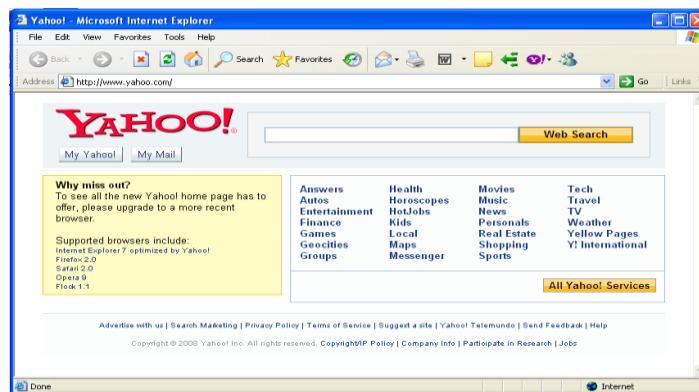 Yahoo! - Microsoft Internet Explorer
File Edit View Favorites Tools Help
Back Search Favorites
Address http://www.yahoo.com/ Go Links
YAHOO!
Web Search
My Yahoo! My Mail
Why miss out?
To see all the new Yahoo! home page has to
offer, please upgrade to a more recent
browser.
Supported browsers include:
Internet Explorer 7 optimized by Yahoo!
Firefox 2.0
Safari 2.0
Opera 9
Flock 1.1
Answers Health Movies Tech
Autos Horoscopes Music Travel
Entertainment HotJobs News TV
Finance Kids Personals Weather
Games Local Real Estate Yellow Pages
Geocities Maps Shopping Y! International
Groups Messenger Sports
All Yahoo! Services
Advertise with us | Search Marketing | Privacy Policy | Terms of Service | Suggest a site | Yahoo! Telemundo | Send Feedback | Help
Copyright © 2008 Yahoo! Inc. All rights reserved. Copyright/IP Policy | Company Info | Participate in Research | Jobs
Done Internet